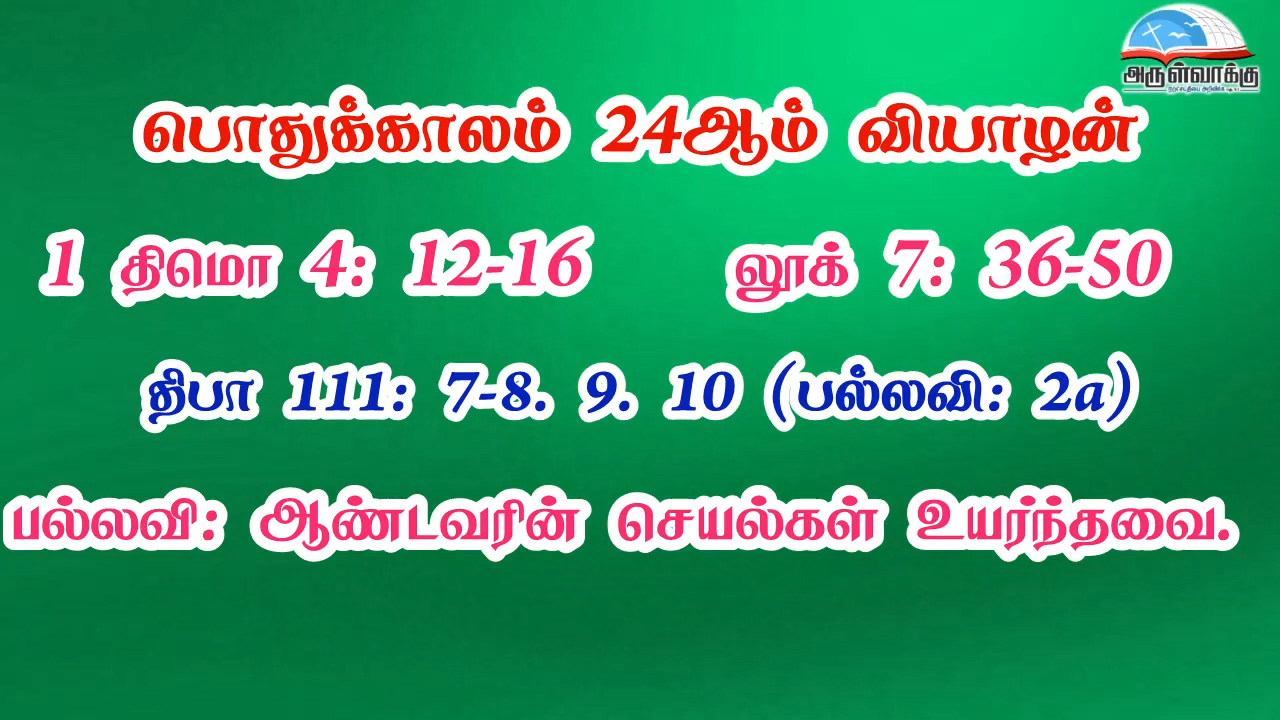 அருள்வாக்கு
பொதுக்காலம் 24ஆம் வியாழன்
1 திமொ 4: 12-16 லூக் 7: 36-50
திபா 111: 7-8. 9. 10 (பல்லவி: 2a)
பல்லவி: ஆண்டவரின் செயல்கள் உயர்ந்தவை.